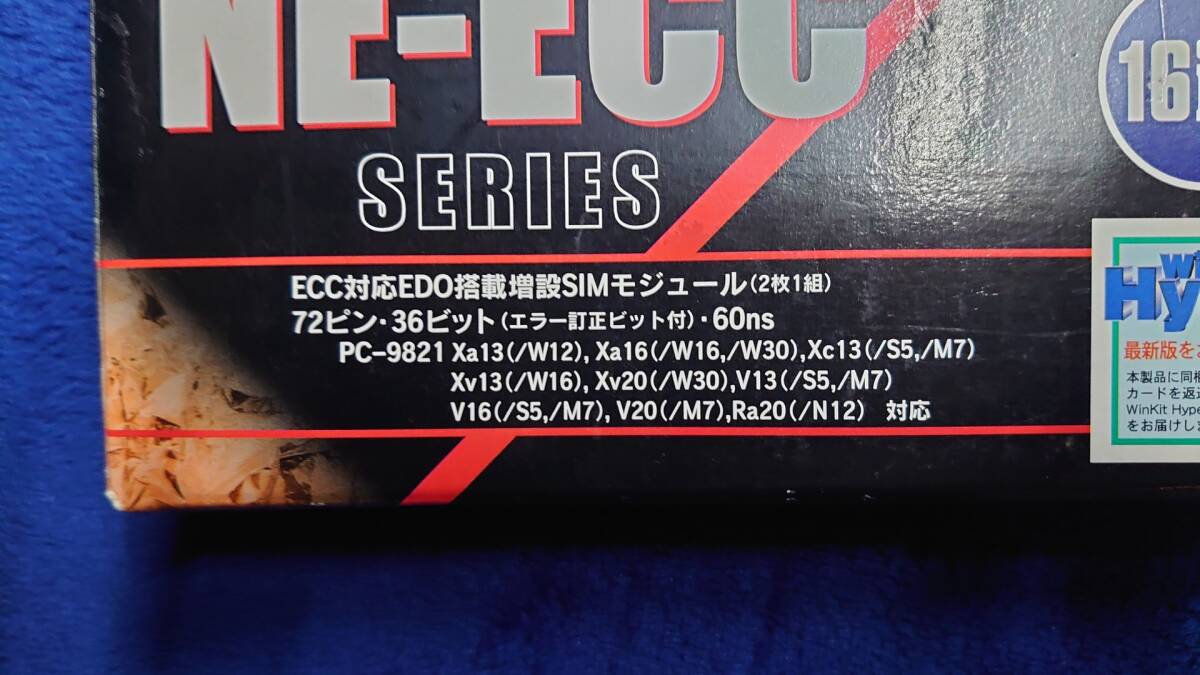 NE-ECC
16
SERIES
ECC対応EDO搭載増設SIMモジュール(2枚1組)
72ピン・36ビット(エラー訂正ビット付)・60ns
PC-9821 Xa13(/W12), Xa16(/W16,/W30),Xc13(/S5,/M7)
Xv13(/W16), Xv20(/W30),V13(/S5,/M7)
V16(/S5,/M7), V20(/M7),Ra20(/N12) 対応
Wi
Hy
最新版をお
本製品に同梱
カードを返送
WinKit Hype
をお届けしま